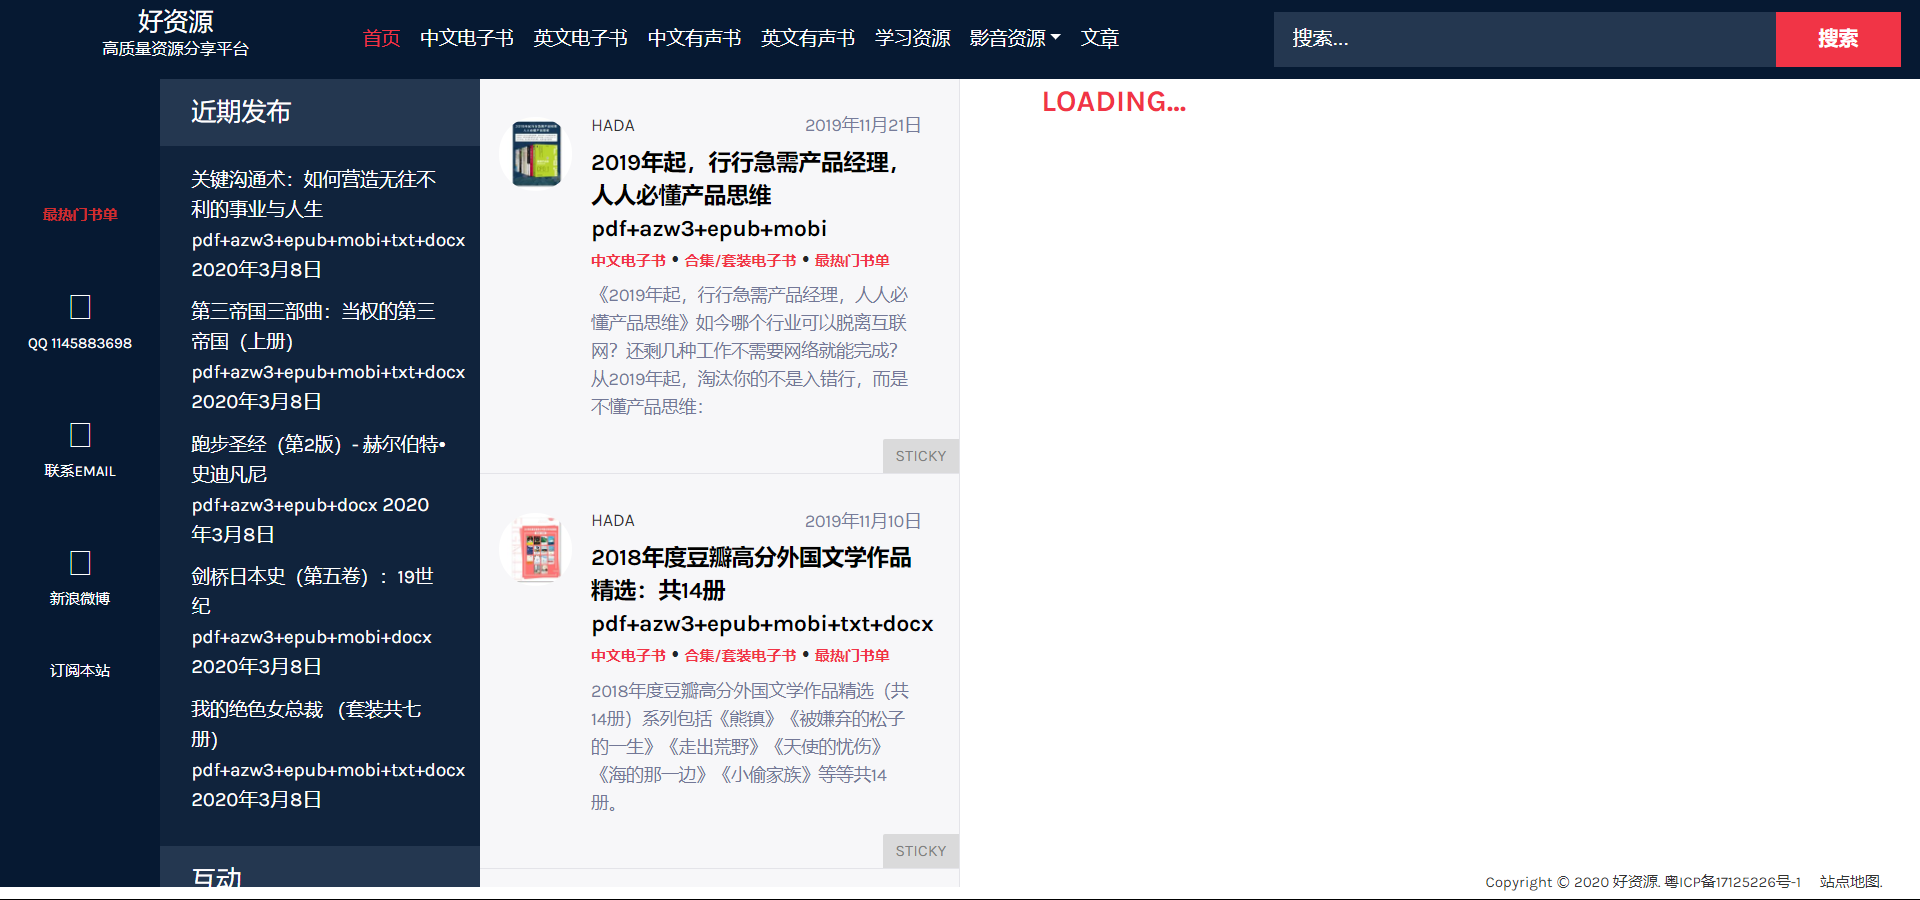 好资源
高质量资源分享平台
首页 中文电子书 英文电子书 中文有声书 英文有声书 学习资源 影音资源 文章
搜索...
搜索
最热门书单
QQ 1145883698
联系EMAIL
新浪微博
订阅本站
近期发布
关键沟通术：如何营造无往不
利的事业与人生
pdf+azw3+epub+mobi+txt+docx
2020年3月8日
第三帝国三部曲：当权的第三
帝国（上册）
pdf+azw3+epub+mobi+txt+docx
2020年3月8日
跑步圣经（第2版）- 赫尔伯特•
史迪凡尼
pdf+azw3+epub+docx 2020
年3月8日
剑桥日本史（第五卷）：19世
纪
pdf+azw3+epub+mobi+docx
2020年3月8日
我的绝色女总裁 （套装共七
册）
pdf+azw3+epub+mobi+txt+docx
2020年3月8日
互动
HADA
2019年11月21日
2019年起，行行急需产品经理，
人人必懂产品思维
pdf+azw3+epub+mobi
中文电子书 • 合集/套装电子书 • 最热门书单
《2019年起，行行急需产品经理，人人必
懂产品思维》如今哪个行业可以脱离互联
网？还剩几种工作不需要网络就能完成？
从2019年起，淘汰你的不是入错行，而是
不懂产品思维：
STICKY
HADA
2019年11月10日
2018年度豆瓣高分外国文学作品
精选：共14册
pdf+azw3+epub+mobi+txt+docx
中文电子书 • 合集/套装电子书 • 最热门书单
2018年度豆瓣高分外国文学作品精选（共
14册）系列包括《熊镇》《被嫌弃的松子
的一生》《走出荒野》《天使的忧伤》
《海的那一边》《小偷家族》等等共14
册。
STICKY
LOADING...
Copyright © 2020 好资源. 粤ICP备17125226号-1 站点地图.